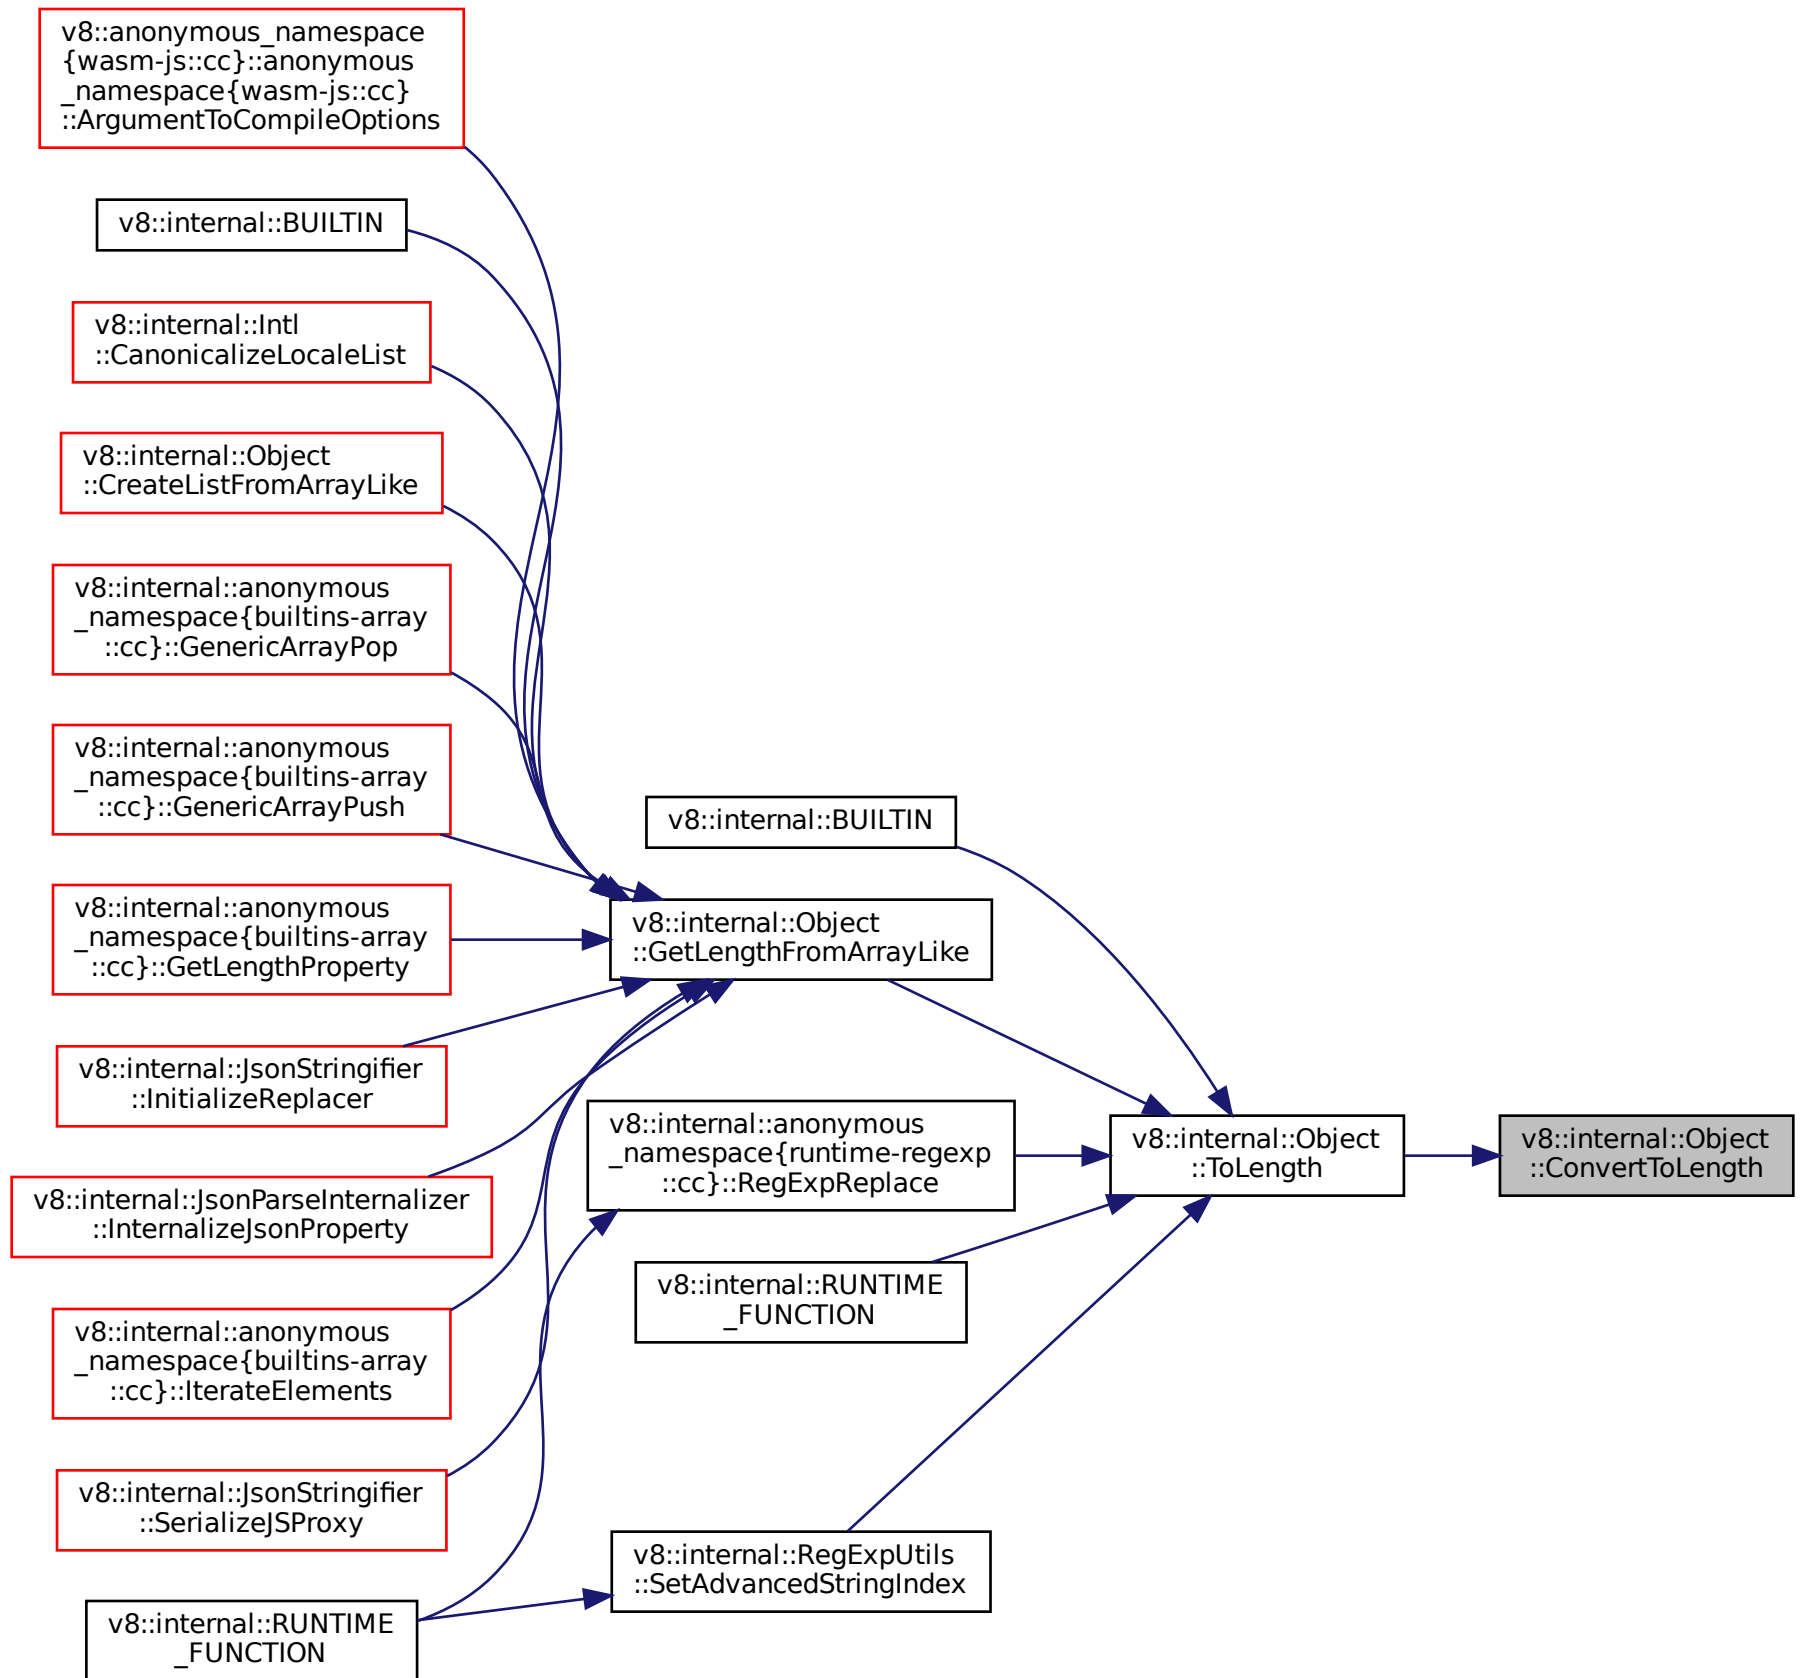 v8::anonymous_namespace
{wasm-js::cc}::anonymous
_namespace{wasm-js::cc}
::ArgumentToCompileOptions
v8::internal::BUILTIN
v8::internal::Intl
::CanonicalizeLocaleList
v8::internal::Object
::CreateListFromArrayLike
v8::internal::anonymous
_namespace{builtins-array
::cc}::GenericArrayPop
v8::internal::anonymous
_namespace{builtins-array
::cc}::GenericArrayPush
v8::internal::anonymous
_namespace{builtins-array
::cc}::GetLengthProperty
v8::internal::JsonStringifier
::InitializeReplacer
v8::internal::JsonParseInternalizer
::InternalizeJsonProperty
v8::internal::anonymous
_namespace{builtins-array
::cc}::IterateElements
v8::internal::JsonStringifier
::SerializeJSProxy
v8::internal::RUNTIME
_FUNCTION
v8::internal::BUILTIN
v8::internal::Object
::GetLengthFromArrayLike
v8::internal::anonymous
_namespace{runtime-regexp
::cc}::RegExpReplace
v8::internal::RUNTIME
_FUNCTION
v8::internal::RegExpUtils
::SetAdvancedStringIndex
v8::internal::Object
::ToLength
v8::internal::Object
::ConvertToLength